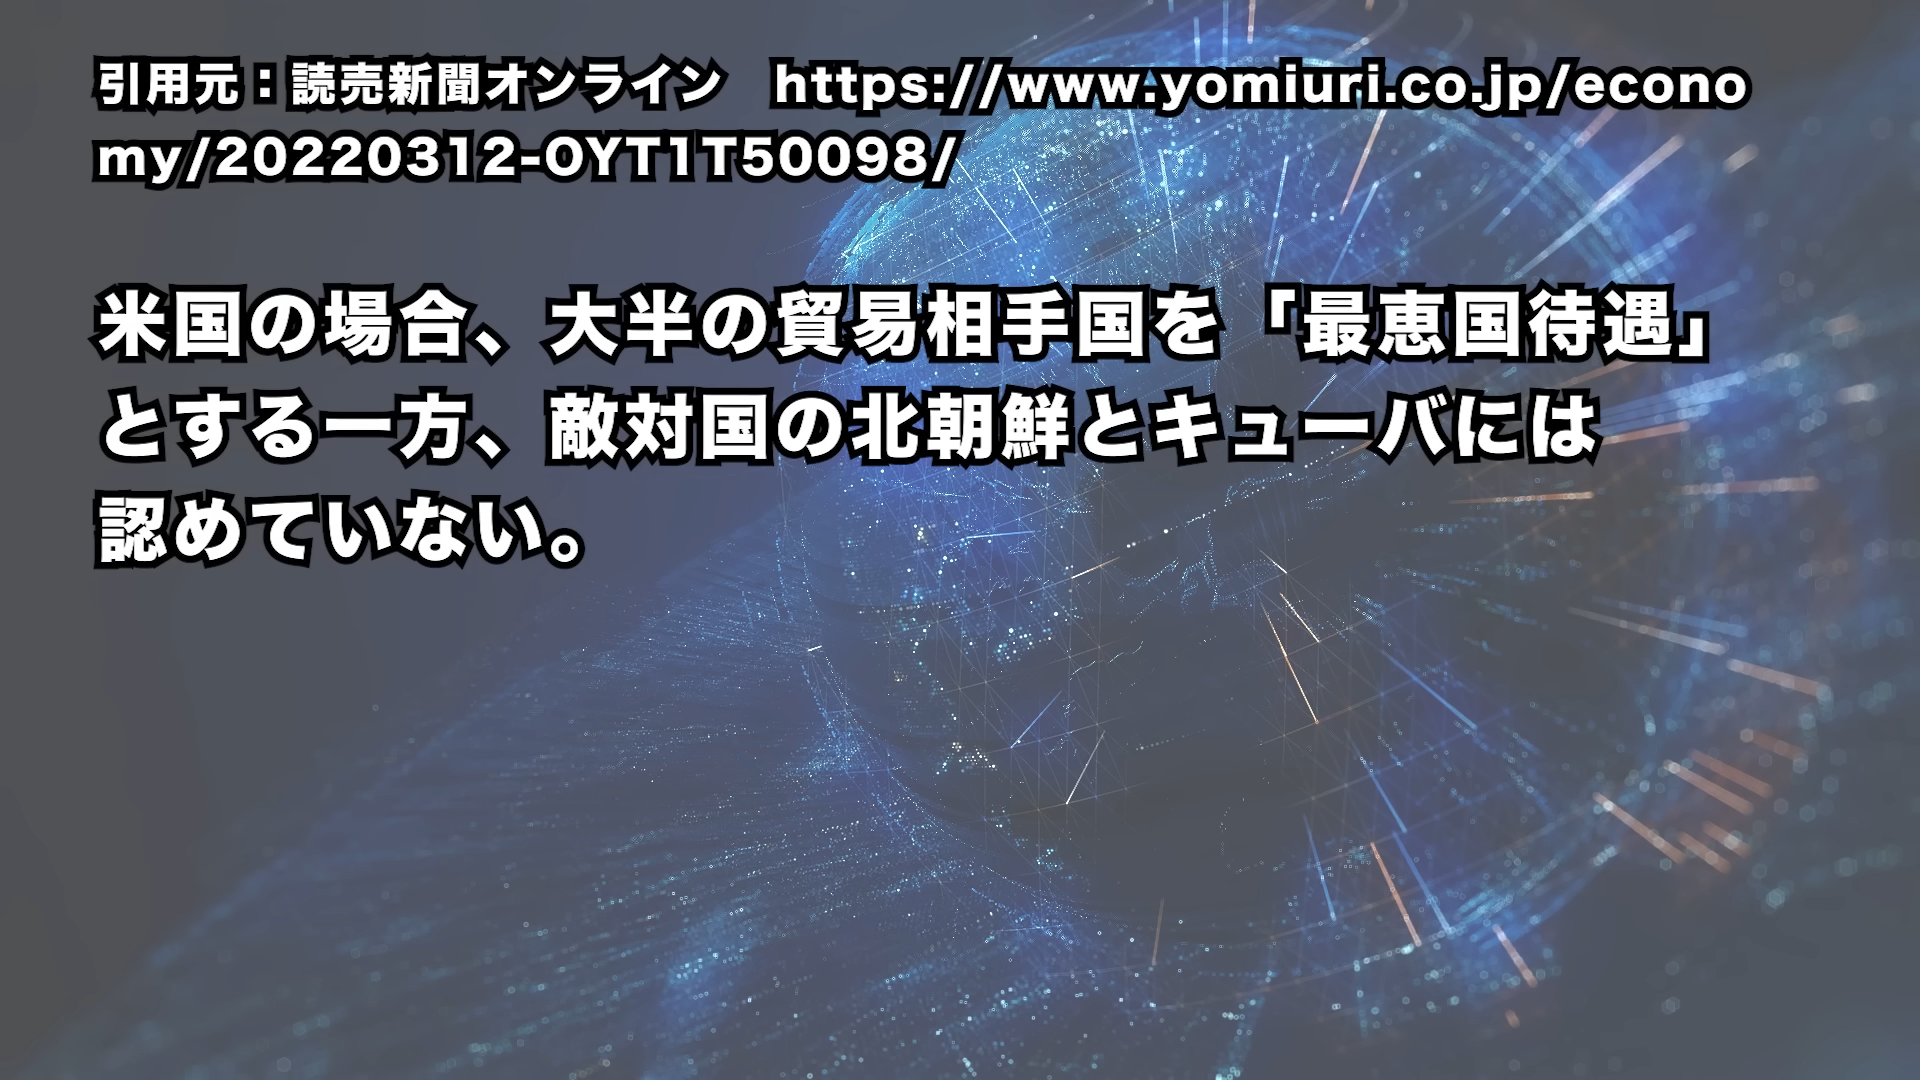 引用元：読売新聞オンライン　https://www.yomiuri.co.jp/econo
my/20220312-OYT1T50098/
米国の場合、大半の貿易相手国を「最恵国待遇」
とする一方、敵対国の北朝鮮とキューバには
認めていない。